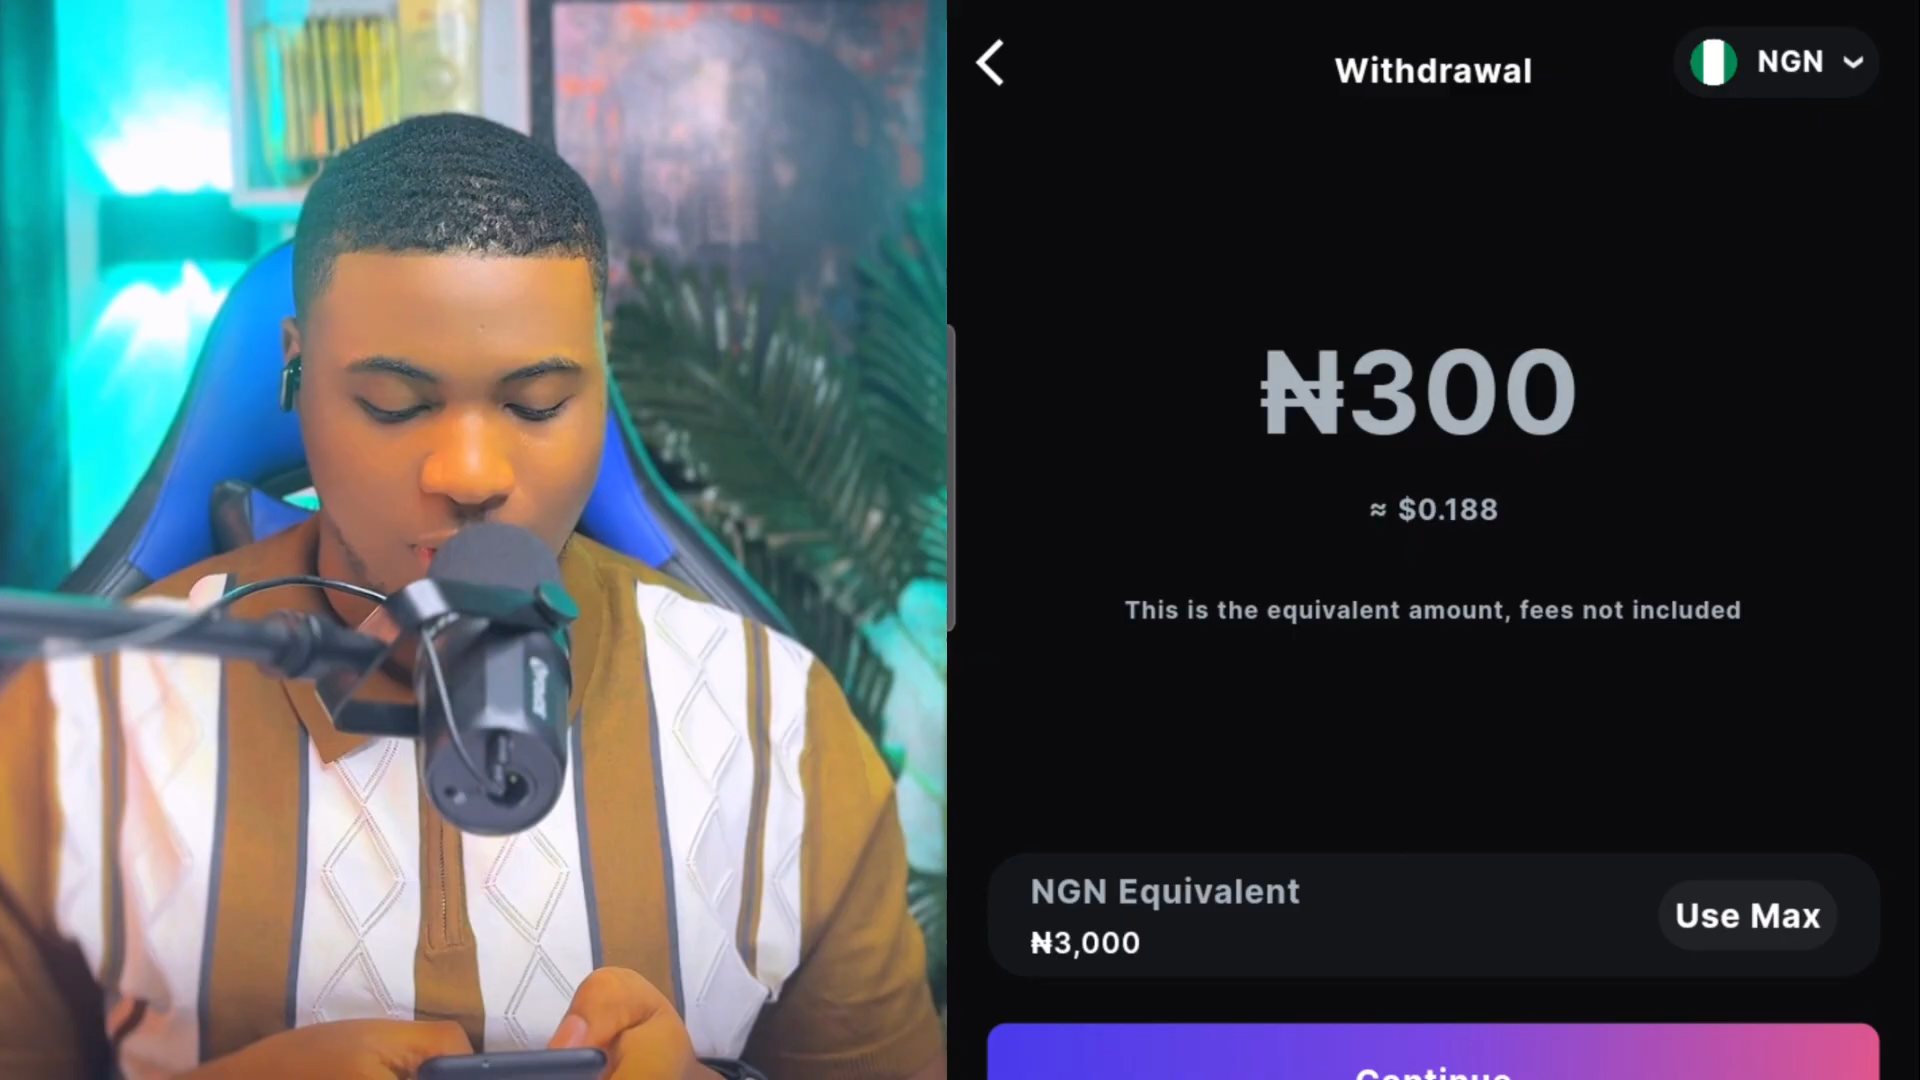 Withdrawal
NGN
₦300
≈ $0.188
This is the equivalent amount, fees not included
NGN Equivalent
₦3,000
Use Max
Continue